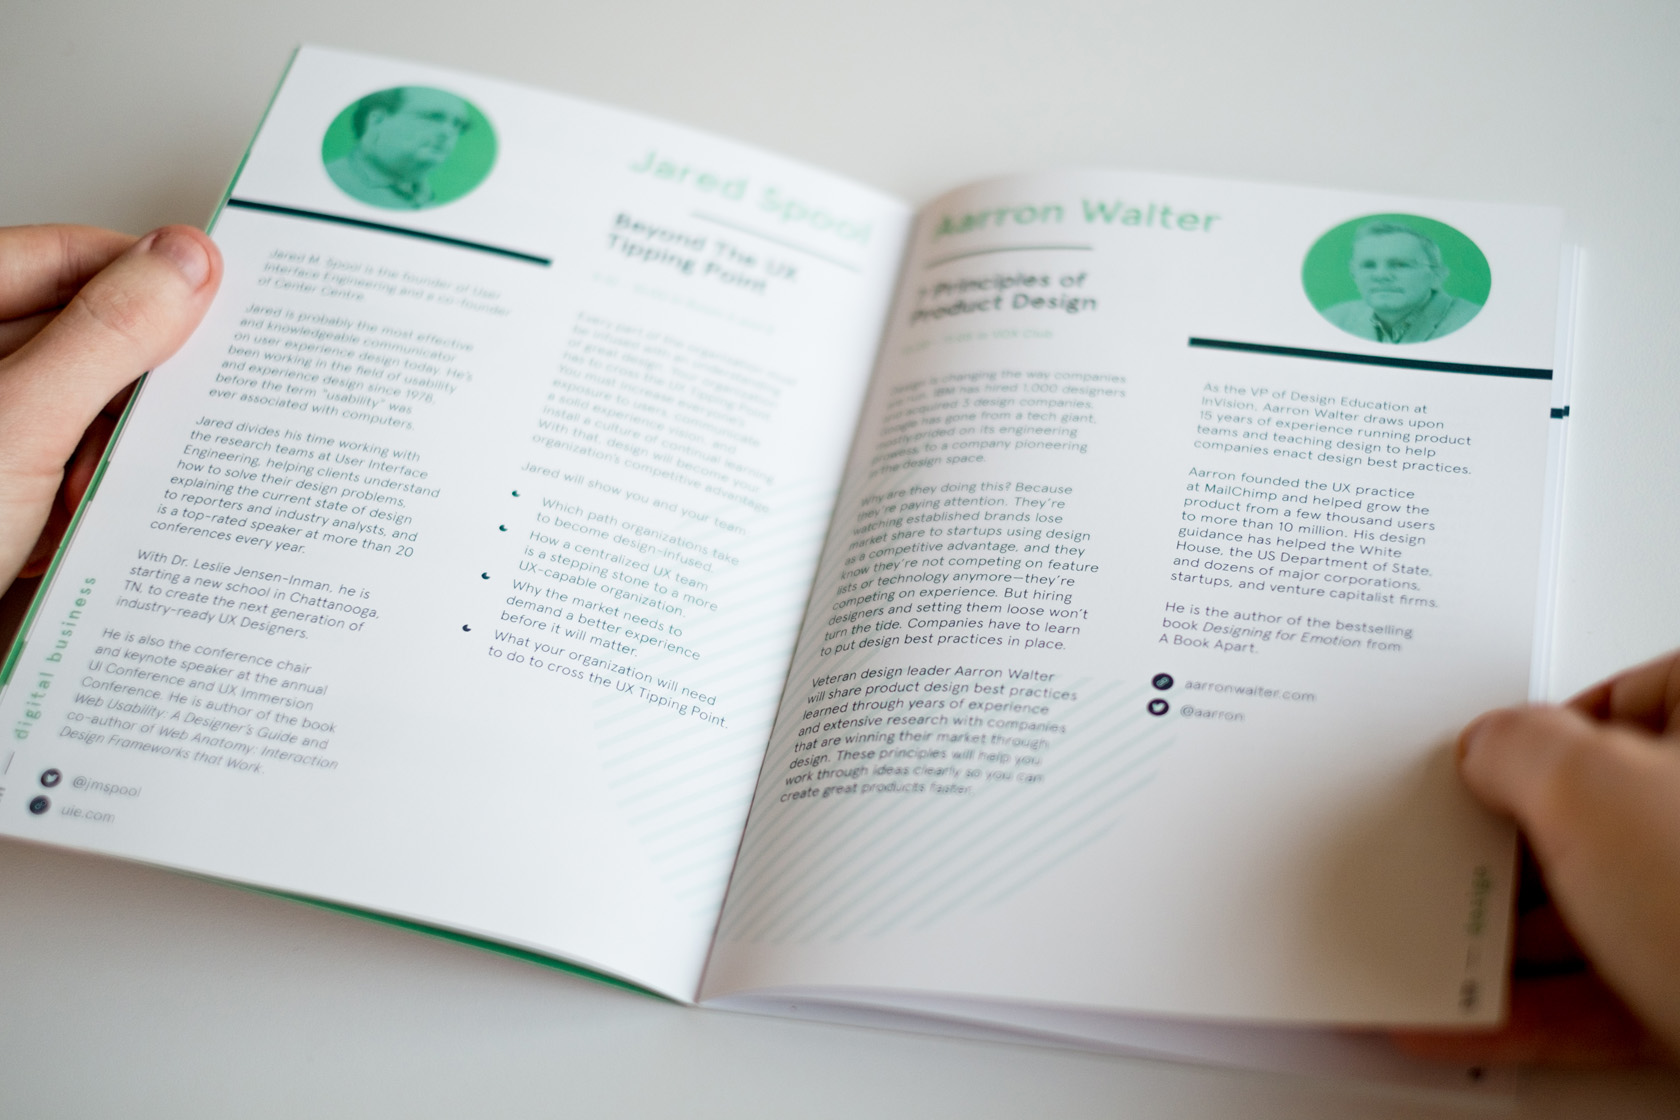 Jared Spool
Beyond The UX
Tipping Point
Jared M. Spool is the founder of User
Interface Engineering and a co-founder
of Center Centre.
Jared is probably the most effective
and knowledgeable communicator
on user experience design today. He's
been working in the field of usability
and experience design since 1978,
before the term "usability" was
ever associated with computers.
Jared divides his time working with
the research teams at User Interface
Engineering, helping clients understand
how to solve their design problems,
explaining the current state of design
to reporters and industry analysts, and
is a top-rated speaker at more than 20
conferences every year.
With Dr. Leslie Jensen-Inman, he is
starting a new school in Chattanooga,
TN, to create the next generation of
industry-ready UX Designers.
He is also the conference chair
and keynote speaker at the annual
UI Conference and UX Immersion
Conference. He is author of the book
Web Usability: A Designer's Guide and
co-author of Web Anatomy: Interaction
Design Frameworks that Work.
@jmspool
uie.com
digital business
Every part of
be infused with an
of great design.
has to cross the UX Tipping Point.
You must increase everyone's
exposure to users, communicate
a solid experience vision, and
install a culture of continual learning.
With that, design will become your
organization's competitive advantage.
Jared will show you and your team:
Which path organizations take
to become design-infused.
How a centralized UX team
is a stepping stone to a more
UX-capable organization.
Why the market needs to
demand a better experience
before it will matter.
What your organization will need
to do to cross the UX Tipping Point.
Aarron Walter
Principles of
Product Design
Design is changing the way companies
are run. IBM has hired 1,000 designers
and acquired 3 design companies.
Google has gone from a tech giant,
mostly prided on its engineering
prowess, to a company pioneering
in the design space.
Why are they doing this? Because
they're paying attention. They're
watching established brands lose
market share to startups using design
as a competitive advantage, and they
know they're not competing on feature
lists or technology anymore—they're
competing on experience. But hiring
designers and setting them loose won't
turn the tide. Companies have to learn
to put design best practices in place.
Veteran design leader Aarron Walter
will share product design best practices
learned through years of experience
and extensive research with companies
that are winning their market through
design. These principles will help you
work through ideas clearly so you can
create great products faster.
As the VP of Design Education at
InVision, Aarron Walter draws upon
15 years of experience running product
teams and teaching design to help
companies enact design best practices.
Aarron founded the UX practice
at MailChimp and helped grow the
product from a few thousand users
to more than 10 million. His design
guidance has helped the White
House, the US Department of State,
and dozens of major corporations,
startups, and venture capitalist firms.
He is the author of the bestselling
book Designing for Emotion from
A Book Apart.
aarronwalter.com
@aarron
design